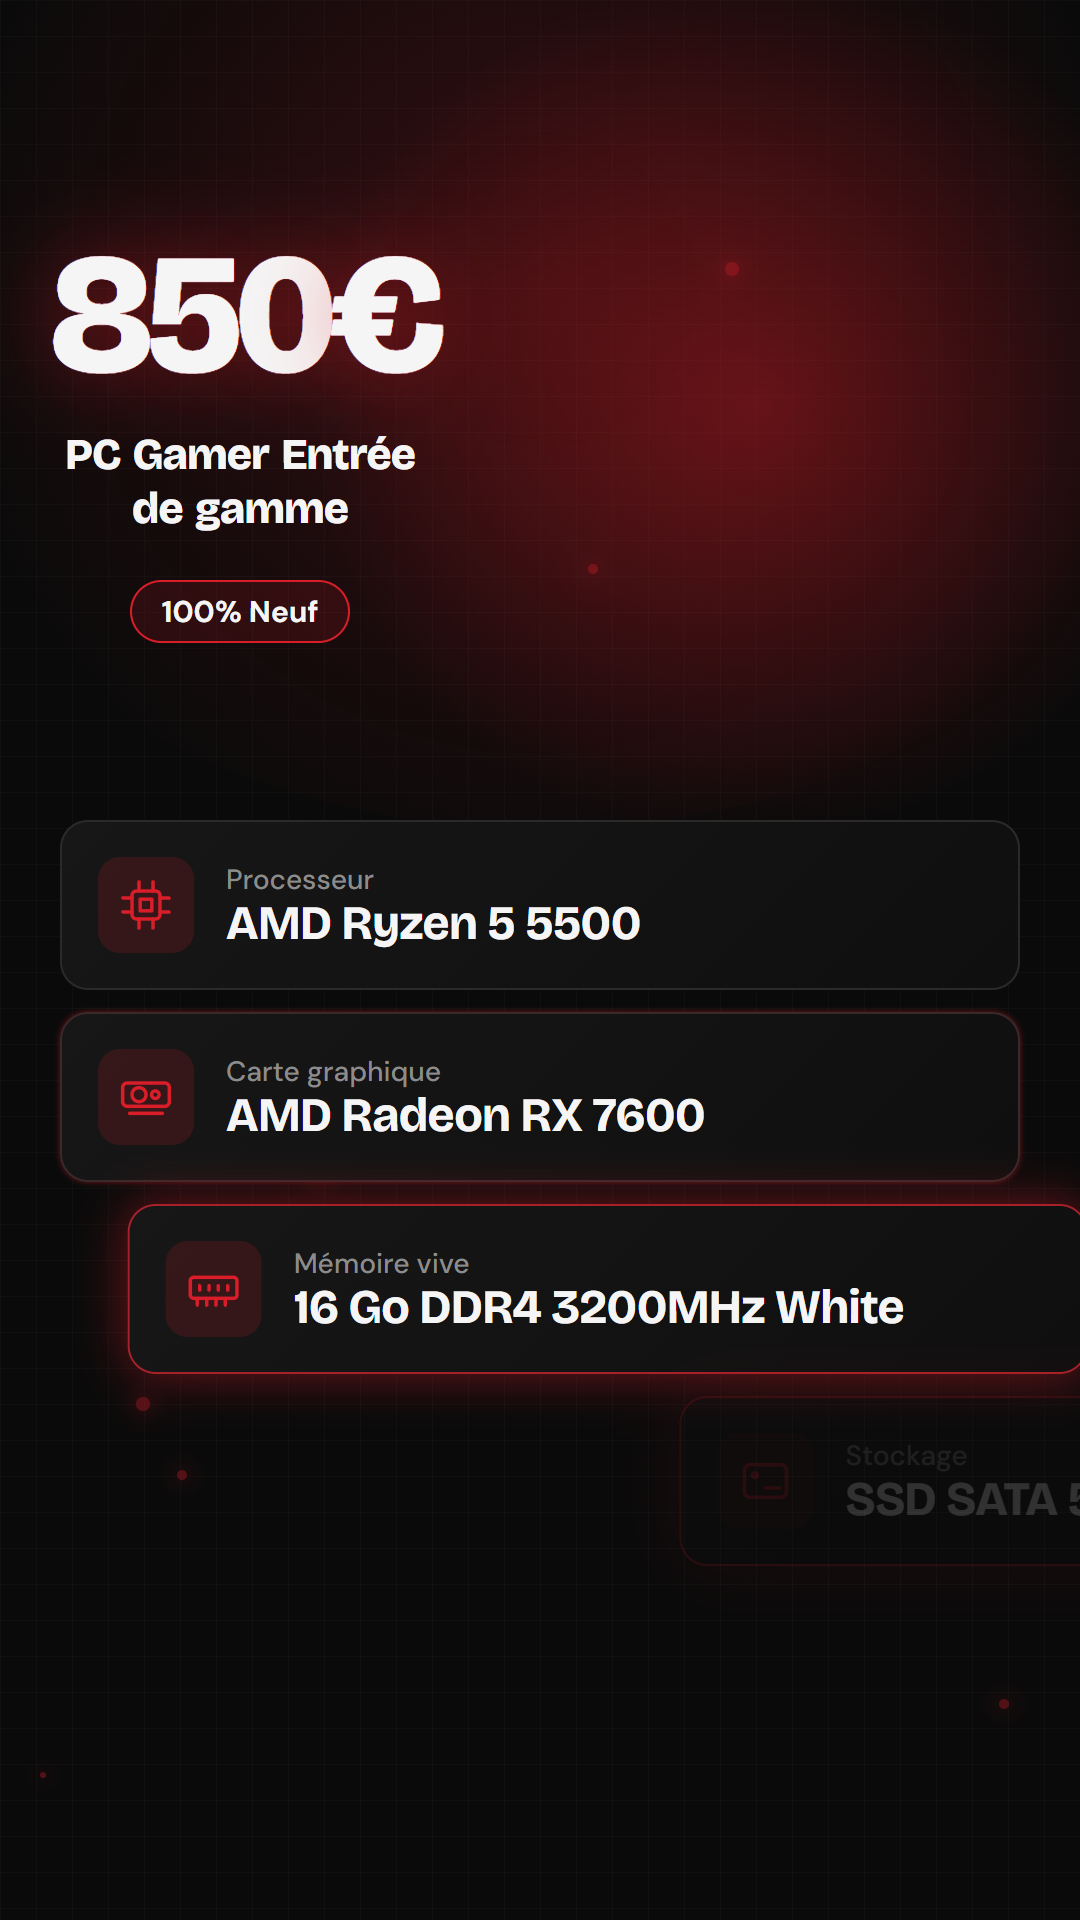 850€
PC Gamer Entrée
de gamme
100% Neuf
Processeur
AMD Ryzen 5 5500
Carte graphique
AMD Radeon RX 7600
Mémoire vive
16 Go DDR4 3200MHz White
Stockage
SSD SATA